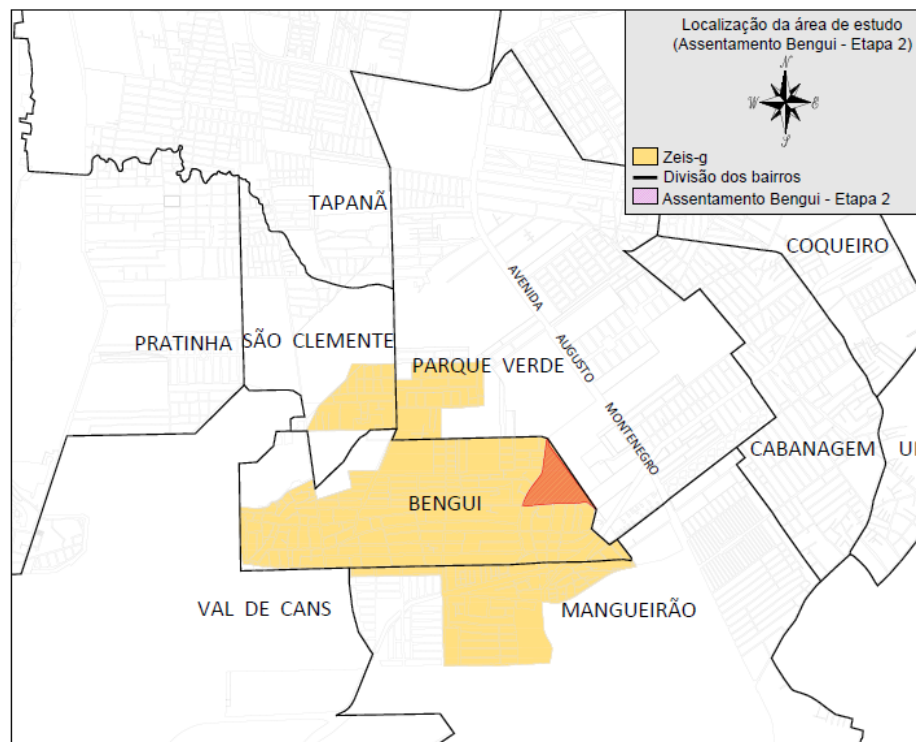 Localização da área de estudo
(Assentamento Bengui - Etapa 2)
N
W
E
S
Zeis-g
Divisão dos bairros
Assentamento Bengui - Etapa 2
TAPANÃ
COQUEIRO
AVENIDA
AUGUSTO
MONTENEGRO
PRATINHA
SÃO CLEMENTE
PARQUE VERDE
CABANAGEM
U
BENGUI
VAL DE CANS
MANGUEIRÃO